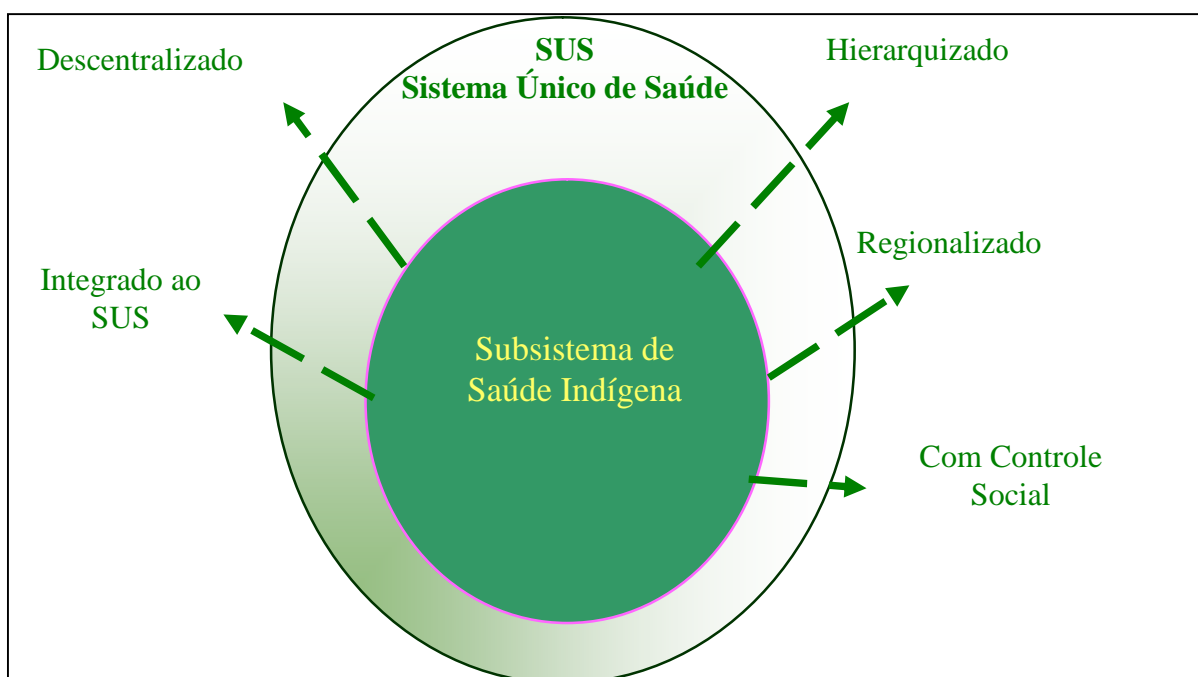 SUS
Sistema Único de Saúde
Descentralizado
Hierarquizado
Integrado ao
SUS
Regionalizado
Subsistema de
Saúde Indígena
Com Controle
Social